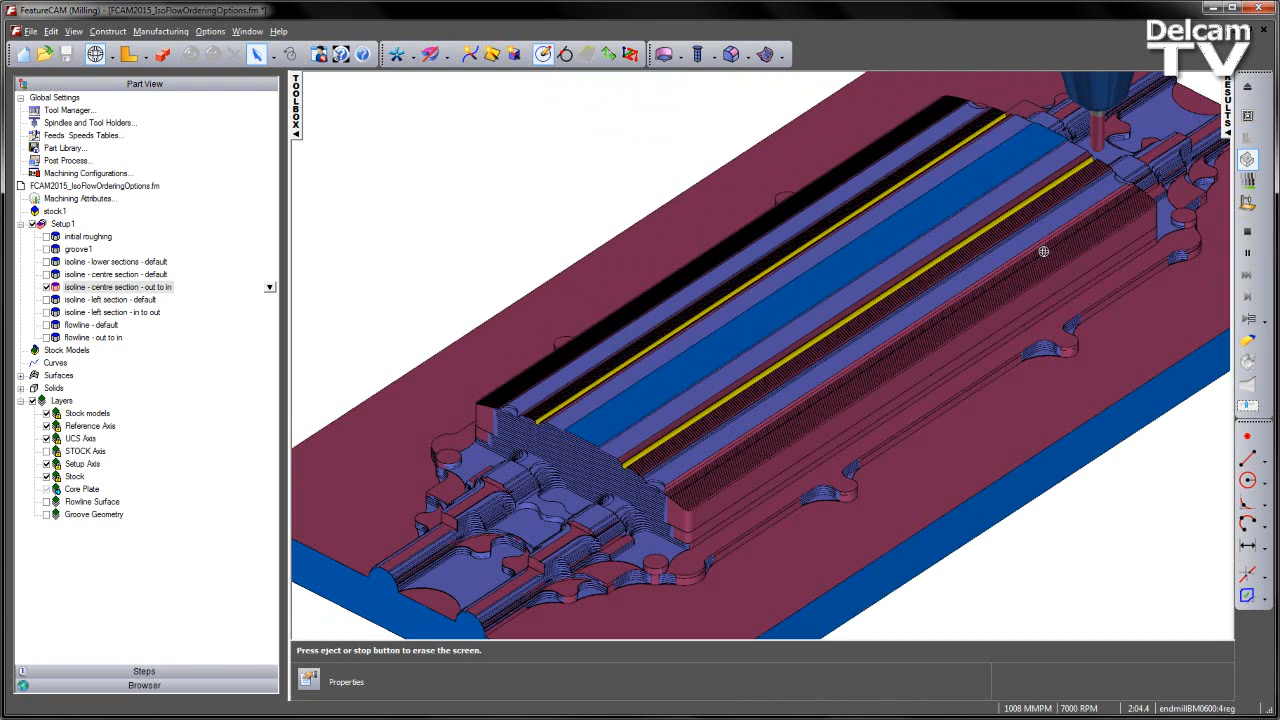 FeatureCAM (Milling) - [FCAM2015_IsoFlowOrderingOptions.fm *]
File Edit View Construct Manufacturing Options Window Help
Delcam
TV
Part View
TOOLBOX
RESULTS
Global Settings
Tool Manager...
Spindles and Tool Holders...
Feeds Speeds Tables...
Part Library...
Post Process...
Machining Configurations...
FCAM2015_IsoFlowOrderingOptions.fm
Machining Attributes...
stock1
Setup1
initial roughing
groove1
isoline - lower sections - default
isoline - centre section - default
isoline - centre section - out to in
isoline - left section - default
isoline - left section - in to out
flowline - default
flowline - out to in
Stock Models
Curves
Surfaces
Solids
Layers
Stock models
Reference Axis
UCS Axis
STOCK Axis
Setup Axis
Stock
Core Plate
Flowline Surface
Groove Geometry
Steps
Browser
Press eject or stop button to erase the screen.
Properties
1008 MMPM 7000 RPM 2:04.4 endmillBM0600:4reg